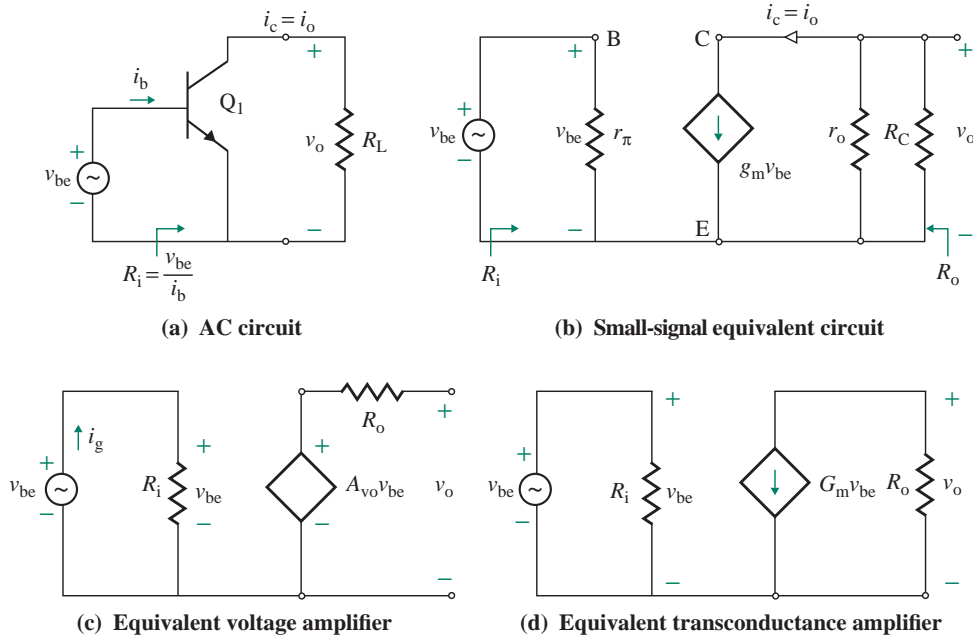 i_c = i_o
+
i_b
Q_1
+
v_be
~
−
v_o
R_L
−
R_i = v_be / i_b
(a) AC circuit
i_c = i_o
B
C
+
+
+
v_be
~
−
v_be
r_π
−
g_m v_be
r_o
R_C
v_o
−
E
R_i
R_o
(b) Small-signal equivalent circuit
i_g
R_o
+
+
v_be
~
−
R_i
+
v_be
−
+
A_vo v_be
−
v_o
−
(c) Equivalent voltage amplifier
+
+
+
v_be
~
−
R_i
v_be
−
G_m v_be
R_o
v_o
−
(d) Equivalent transconductance amplifier